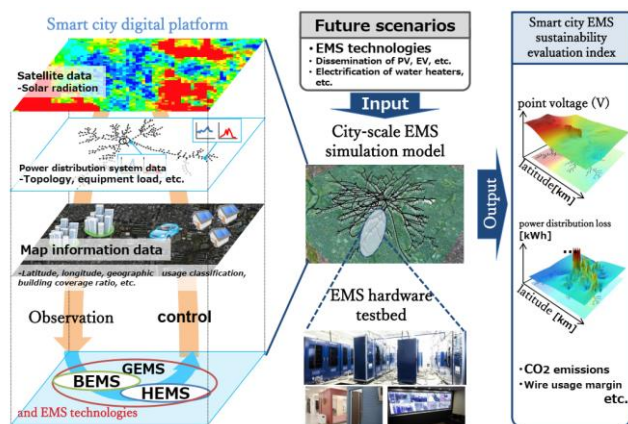 Smart city digital platform
Satellite data
-Solar radiation
Power distribution system data
-Topology, equipment load, etc.
Map information data
-Latitude, longitude, geographic usage classification,
building coverage ratio, etc.
Observation
control
GEMS
BEMS
HEMS
and EMS technologies
Future scenarios
• EMS technologies
• Dissemination of PV, EV, etc.
• Electrification of water heaters,
etc.
Input
City-scale EMS
simulation model
EMS hardware
testbed
Output
Smart city EMS
sustainability
evaluation index
point voltage (V)
latitude[km]
power distribution loss
[kWh]
latitude [km]
• CO2 emissions
• Wire usage margin
etc.